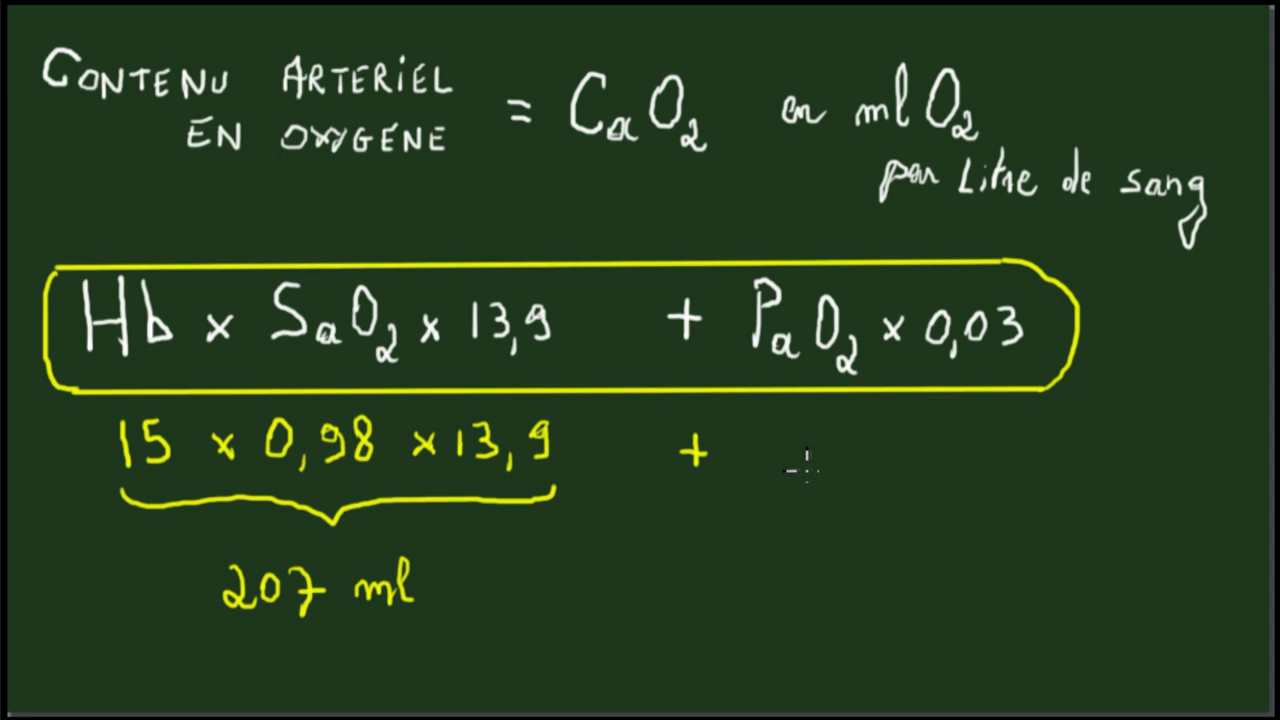 CONTENU ARTERIEL
EN OXYGENE = CaO2 en ml O2
par Litre de sang
Hb x SaO2 x 13,9 + PaO2 x 0,03
15 x 0,98 x 13,9 +
207 ml